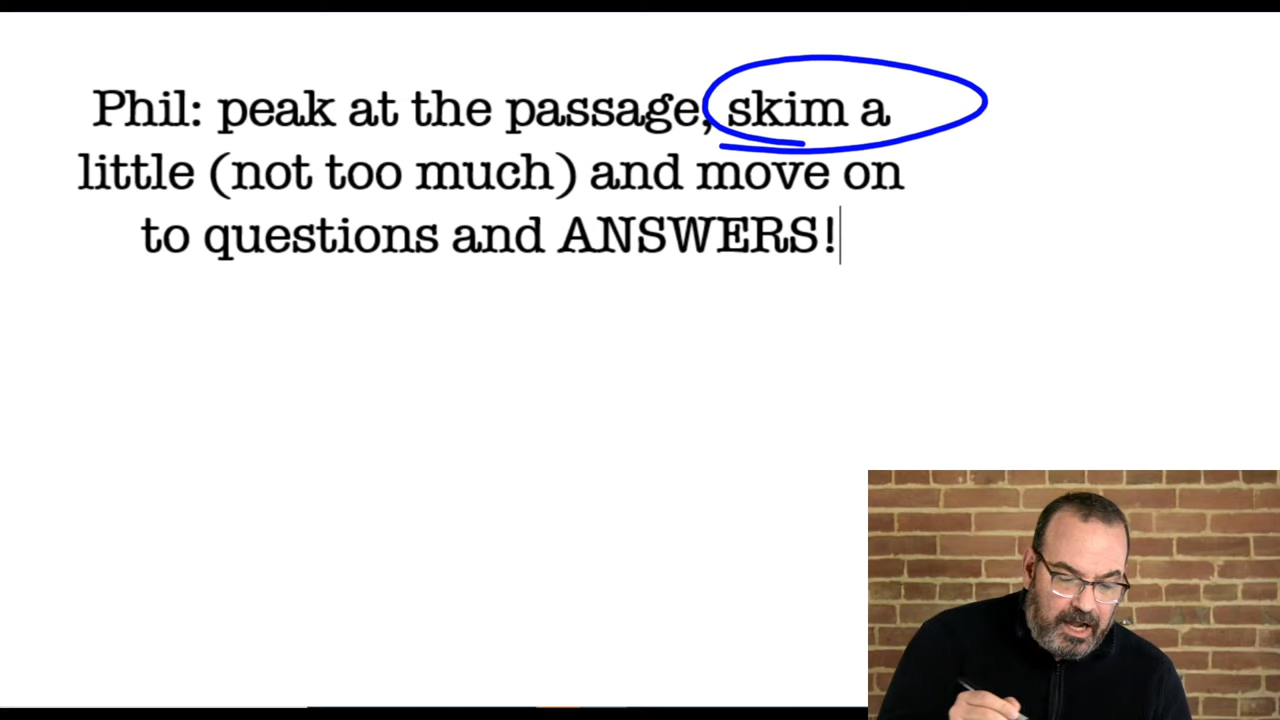 Phil: peak at the passage, skim a
little (not too much) and move on
to questions and ANSWERS!